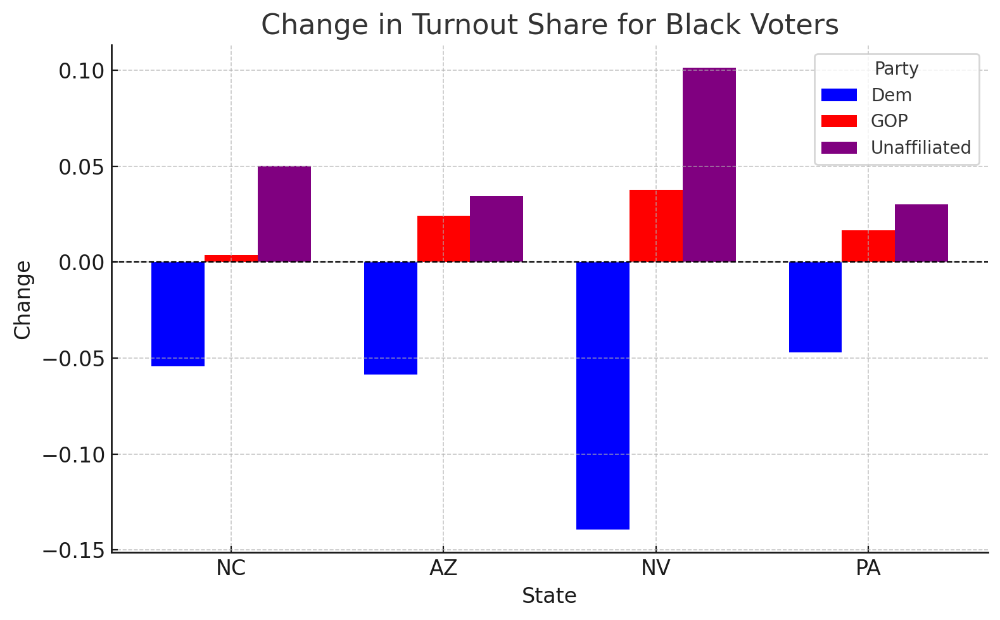 Change in Turnout Share for Black Voters
Party
Dem
GOP
Unaffiliated
0.10
0.05
0.00
−0.05
−0.10
−0.15
Change
NC AZ NV PA
State